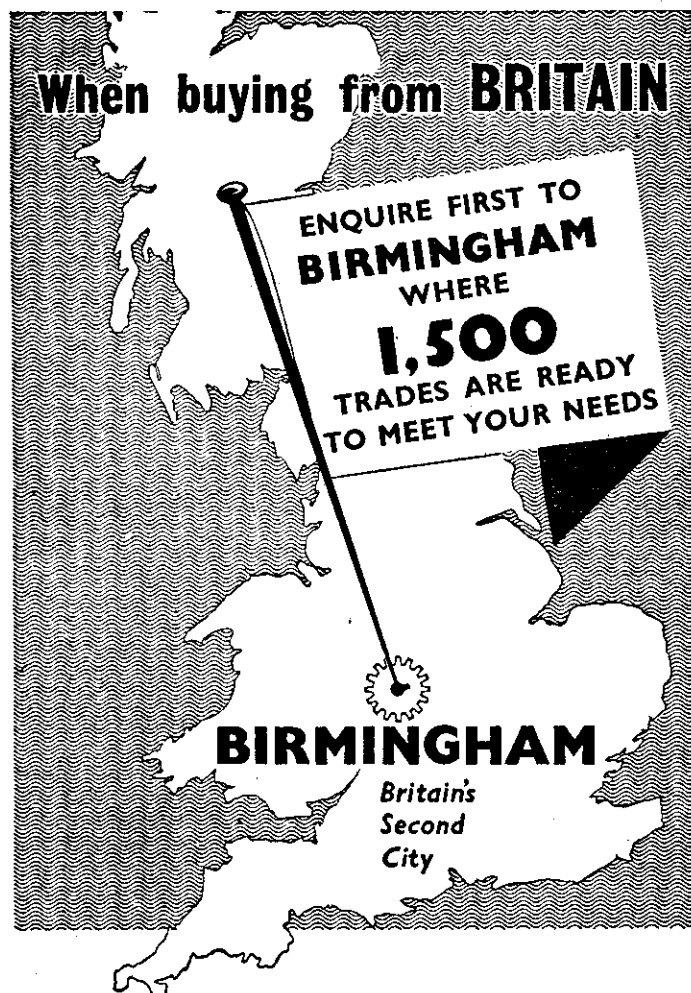 When buying from BRITAIN
ENQUIRE FIRST TO
BIRMINGHAM
WHERE
1,500
TRADES ARE READY
TO MEET YOUR NEEDS
BIRMINGHAM
Britain's
Second
City